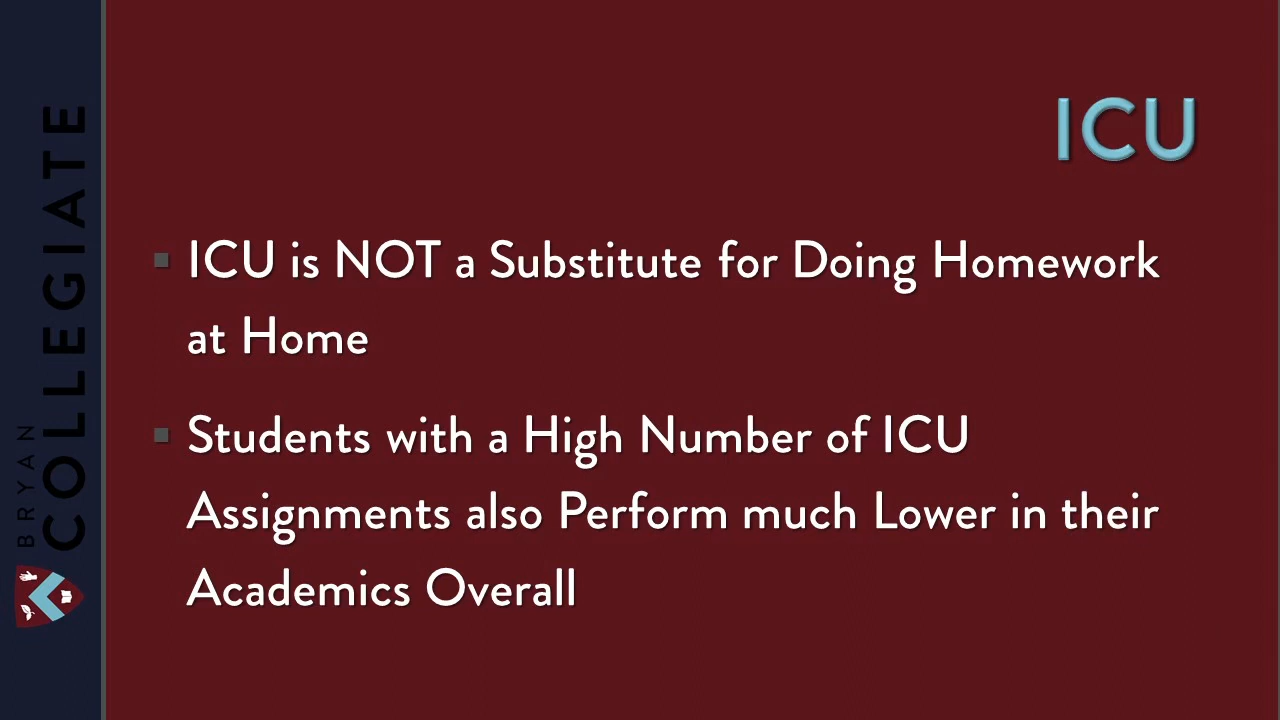 ICU
ICU is NOT a Substitute for Doing Homework
at Home
Students with a High Number of ICU
Assignments also Perform much Lower in their
Academics Overall
BRYAN
COLLEGIATE